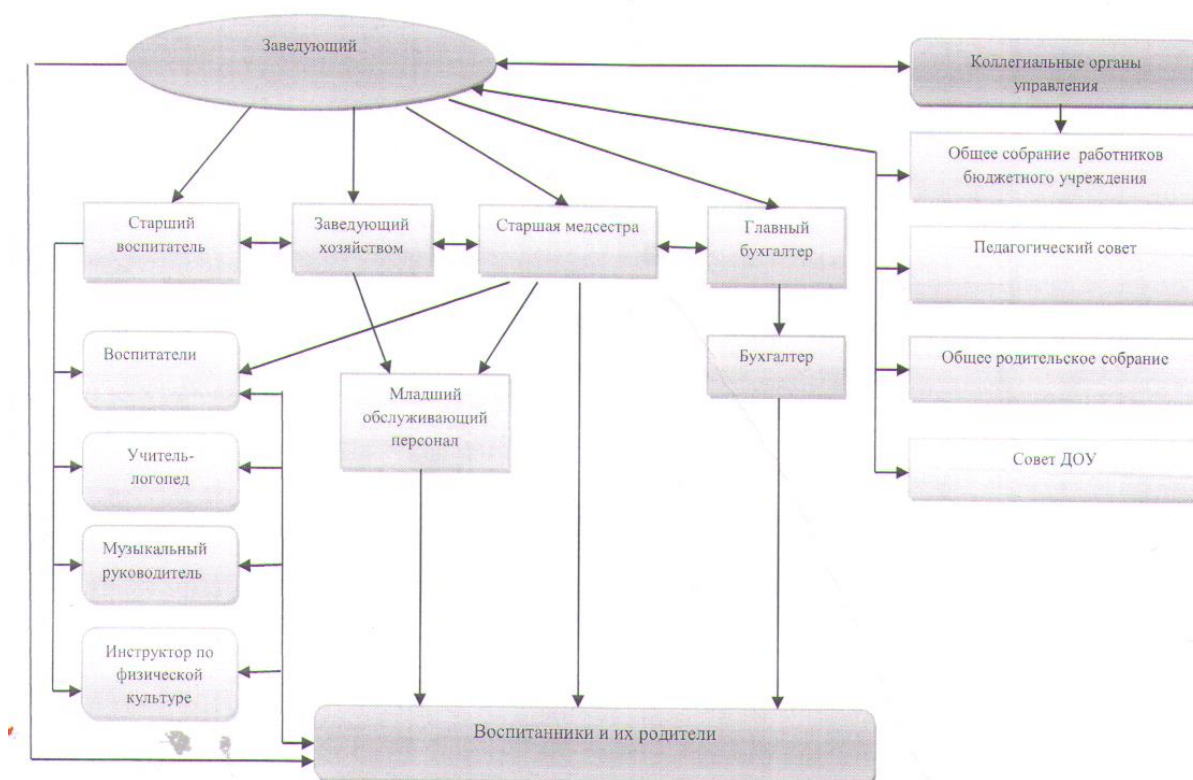 Заведующий
Коллегиальные органы
управления
Общее собрание работников
бюджетного учреждения
Старший
воспитатель
Заведующий
хозяйством
Старшая медсестра
Главный
бухгалтер
Педагогический совет
Воспитатели
Бухгалтер
Общее родительское собрание
Младший
обслуживающий
персонал
Учитель-
логопед
Совет ДОУ
Музыкальный
руководитель
Инструктор по
физической
культуре
Воспитанники и их родители